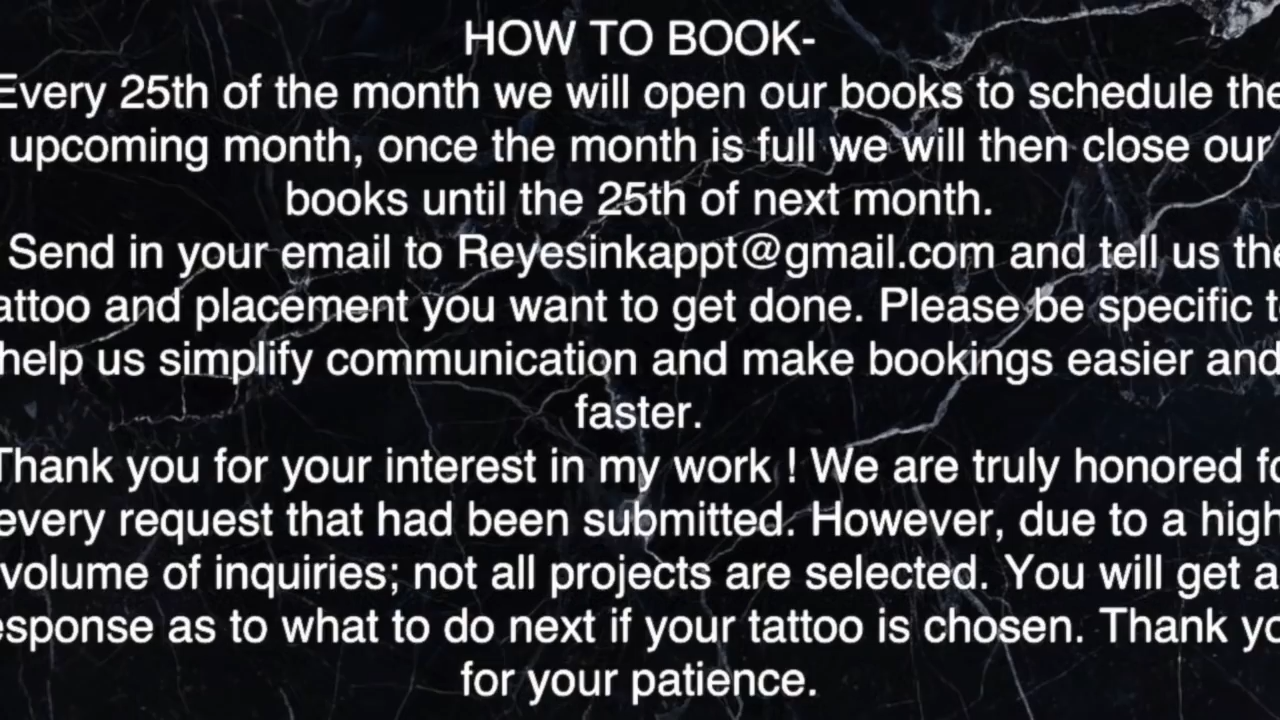 HOW TO BOOK-
Every 25th of the month we will open our books to schedule the
upcoming month, once the month is full we will then close our
books until the 25th of next month.
Send in your email to Reyesinkappt@gmail.com and tell us the
attoo and placement you want to get done. Please be specific t
help us simplify communication and make bookings easier and
faster.
Thank you for your interest in my work ! We are truly honored fo
every request that had been submitted. However, due to a high
volume of inquiries; not all projects are selected. You will get a
esponse as to what to do next if your tattoo is chosen. Thank yo
for your patience.